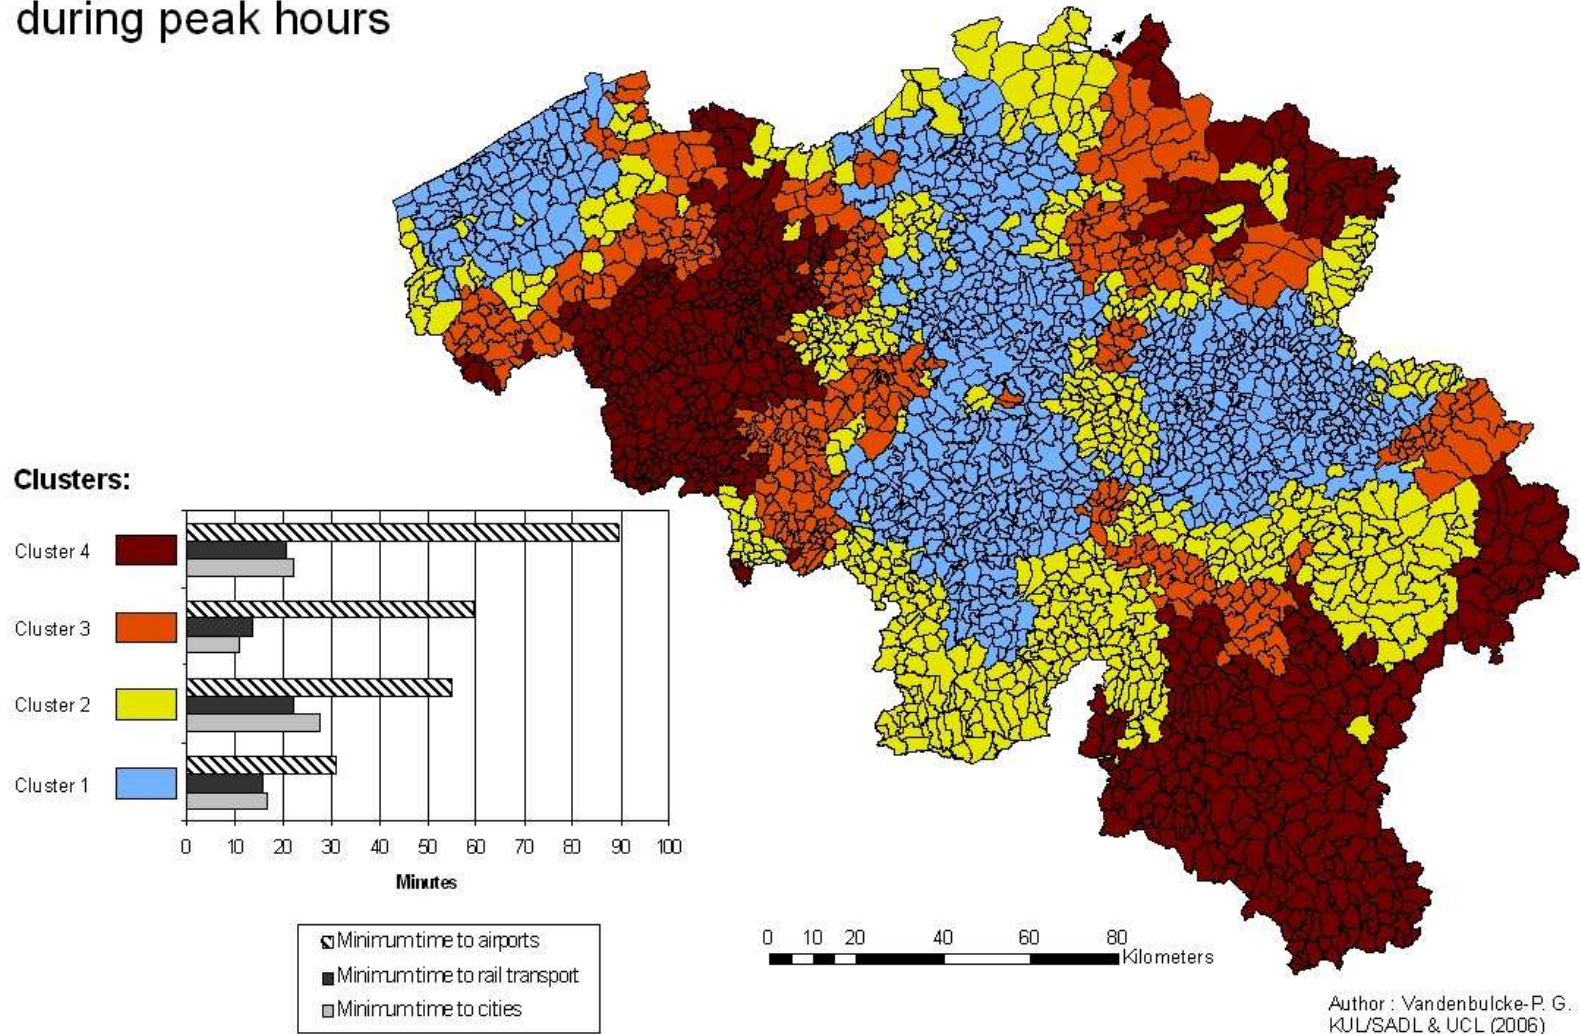 during peak hours
Clusters:
Cluster 4
Cluster 3
Cluster 2
Cluster 1
0 10 20 30 40 50 60 70 80 90 100
Minutes
Minimum time to airports
Minimum time to rail transport
Minimum time to cities
0 10 20 40 60 80
Kilometers
Author : Vandenbulcke-P. G.
KUL/SADL & UCL (2006)